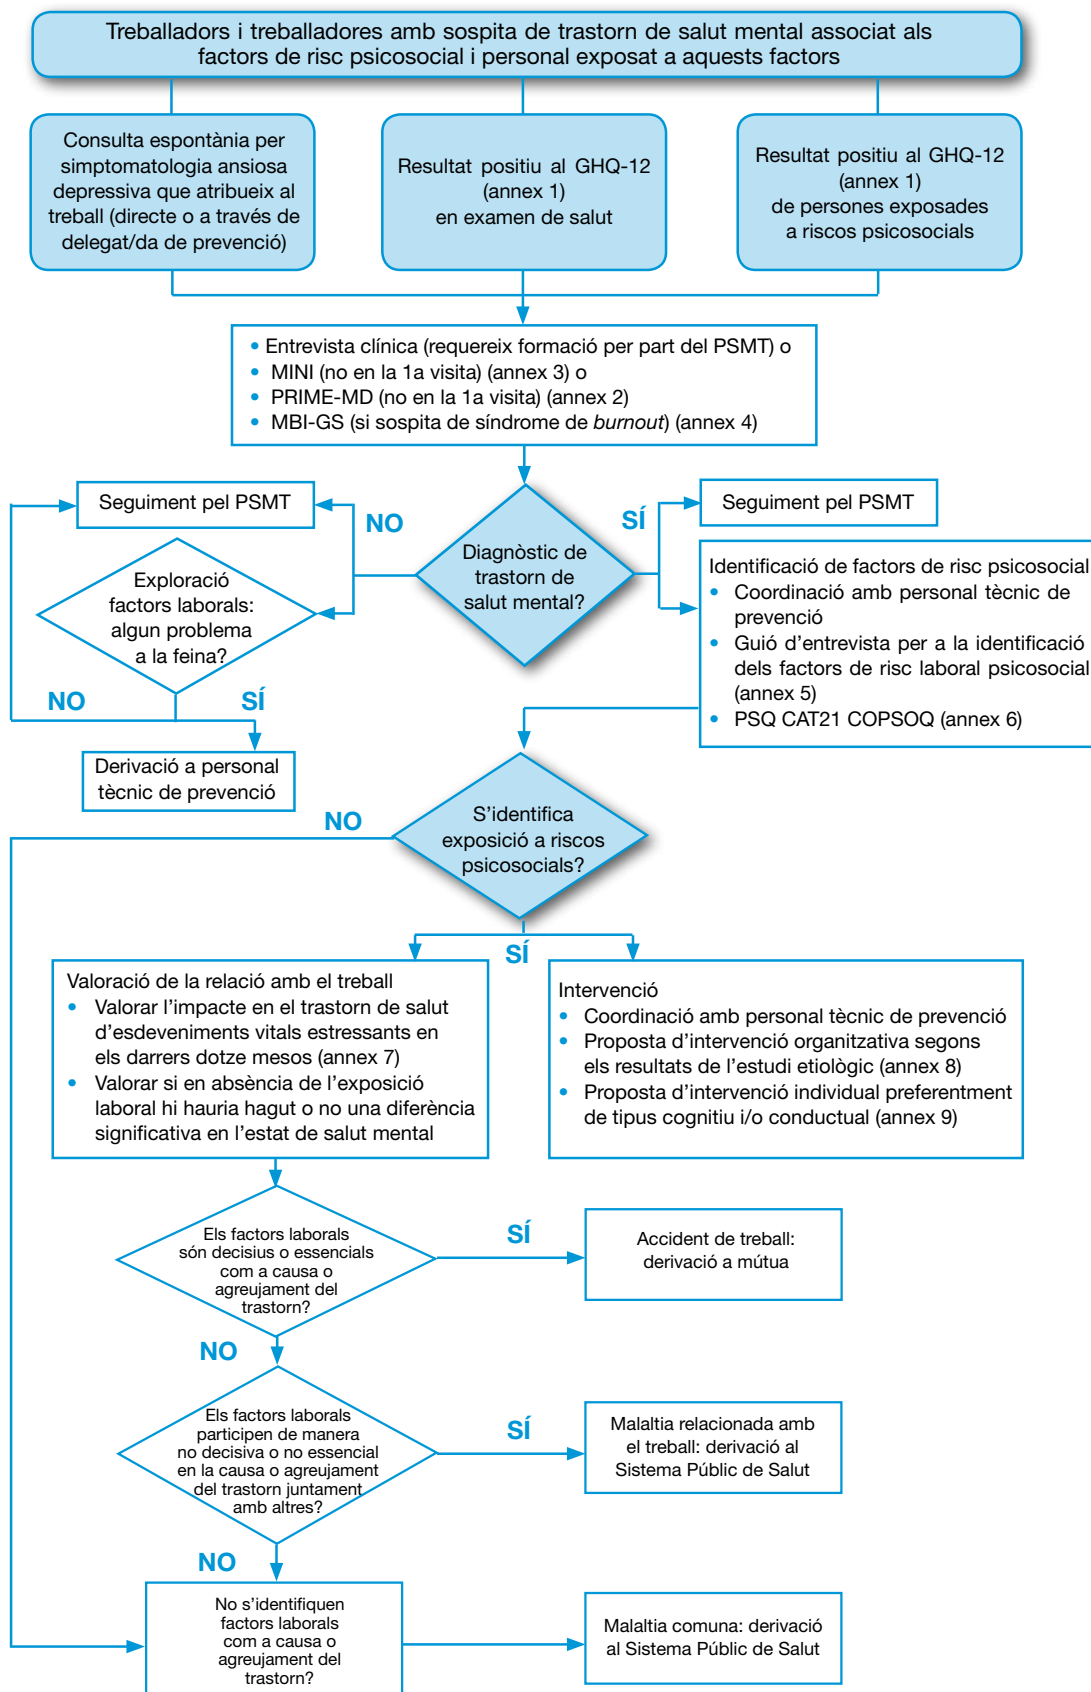 Treballadors i treballadores amb sospita de trastorn de salut mental associat als
factors de risc psicosocial i personal exposat a aquests factors
Consulta espontània per
simptomatologia ansiosa
depressiva que atribueix al
treball (directe o a través de
delegat/da de prevenció)
Resultat positiu al GHQ-12
(annex 1)
en examen de salut
Resultat positiu al GHQ-12
(annex 1)
de persones exposades
a riscos psicosocials
• Entrevista clínica (requereix formació per part del PSMT) o
• MINI (no en la 1a visita) (annex 3) o
• PRIME-MD (no en la 1a visita) (annex 2)
• MBI-GS (si sospita de síndrome de burnout) (annex 4)
Seguiment pel PSMT
NO
Diagnòstic de
trastorn de
salut mental?
SÍ
Seguiment pel PSMT
Exploració
factors laborals:
algun problema
a la feina?
NO
SÍ
Derivació a personal
tècnic de prevenció
Identificació de factors de risc psicosocial
• Coordinació amb personal tècnic de
prevenció
• Guió d'entrevista per a la identificació
dels factors de risc laboral psicosocial
(annex 5)
• PSQ CAT21 COPSOQ (annex 6)
NO
S'identifica
exposició a riscos
psicosocials?
SÍ
Valoració de la relació amb el treball
• Valorar l'impacte en el trastorn de salut
d'esdeveniments vitals estressants en
els darrers dotze mesos (annex 7)
• Valorar si en absència de l'exposició
laboral hi hauria hagut o no una diferència
significativa en l'estat de salut mental
Intervenció
• Coordinació amb personal tècnic de prevenció
• Proposta d'intervenció organitzativa segons
els resultats de l'estudi etiològic (annex 8)
• Proposta d'intervenció individual preferentment
de tipus cognitiu i/o conductual (annex 9)
Els factors laborals
són decisius o essencials
com a causa o
agreujament del
trastorn?
SÍ
Accident de treball:
derivació a mútua
NO
Els factors laborals
participen de manera
no decisiva o no essencial
en la causa o agreujament
del trastorn juntament
amb altres?
SÍ
Malaltia relacionada amb
el treball: derivació al
Sistema Públic de Salut
NO
No s'identifiquen
factors laborals
com a causa o
agreujament del
trastorn?
Malaltia comuna: derivació
al Sistema Públic de Salut